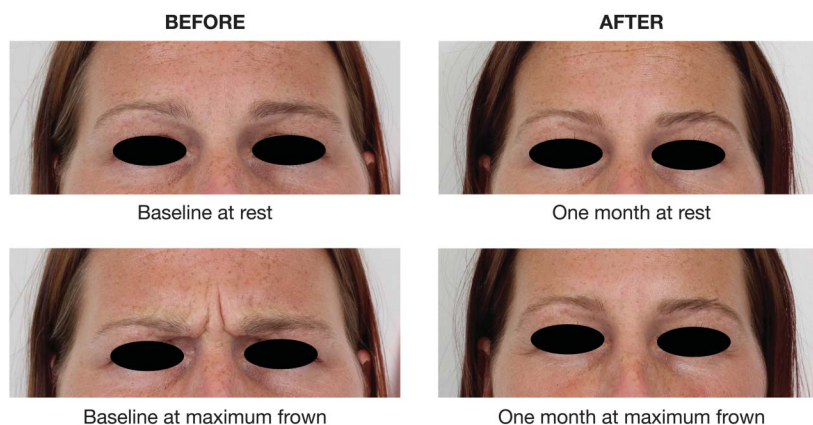 BEFORE
AFTER
Baseline at rest
One month at rest
Baseline at maximum frown
One month at maximum frown